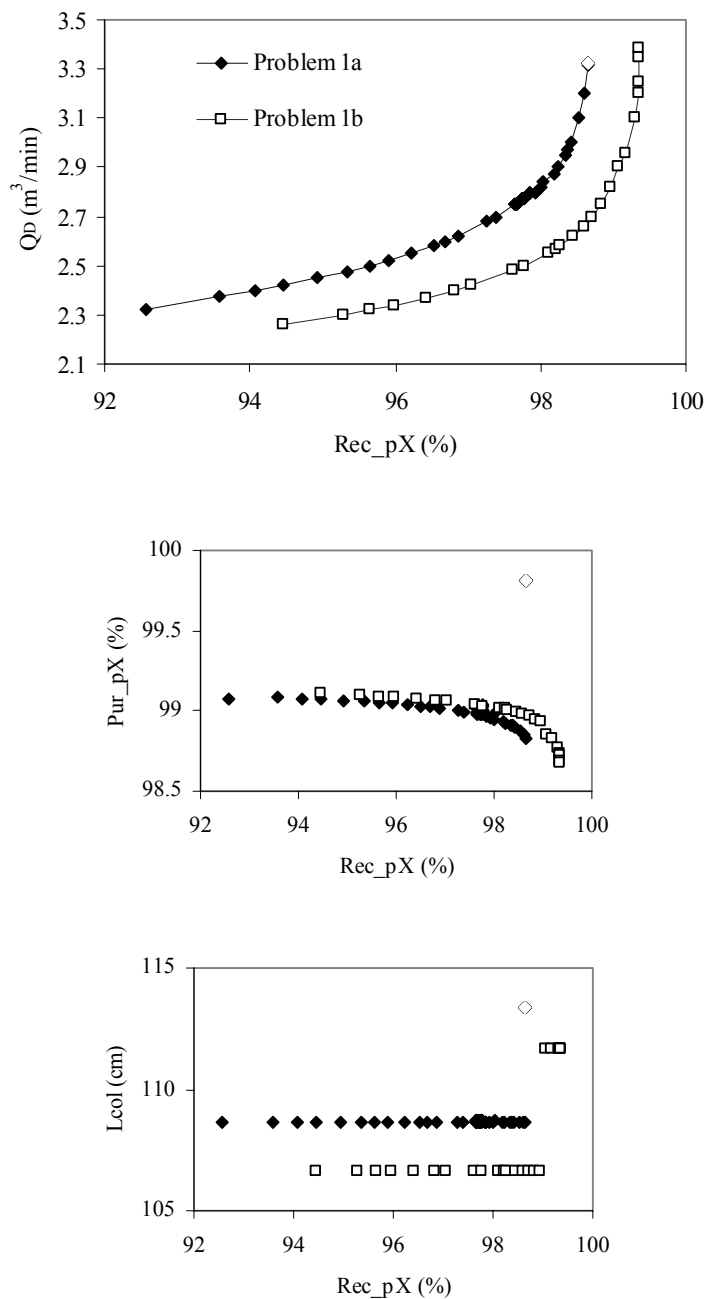 3.5
3.3
3.1
2.9
2.7
2.5
2.3
2.1
QD (m³/min)
Problem 1a
Problem 1b
92 94 96 98 100
Rec_pX (%)
100
99.5
99
98.5
Pur_pX (%)
92 94 96 98 100
Rec_pX (%)
115
110
105
Lcol (cm)
92 94 96 98 100
Rec_pX (%)